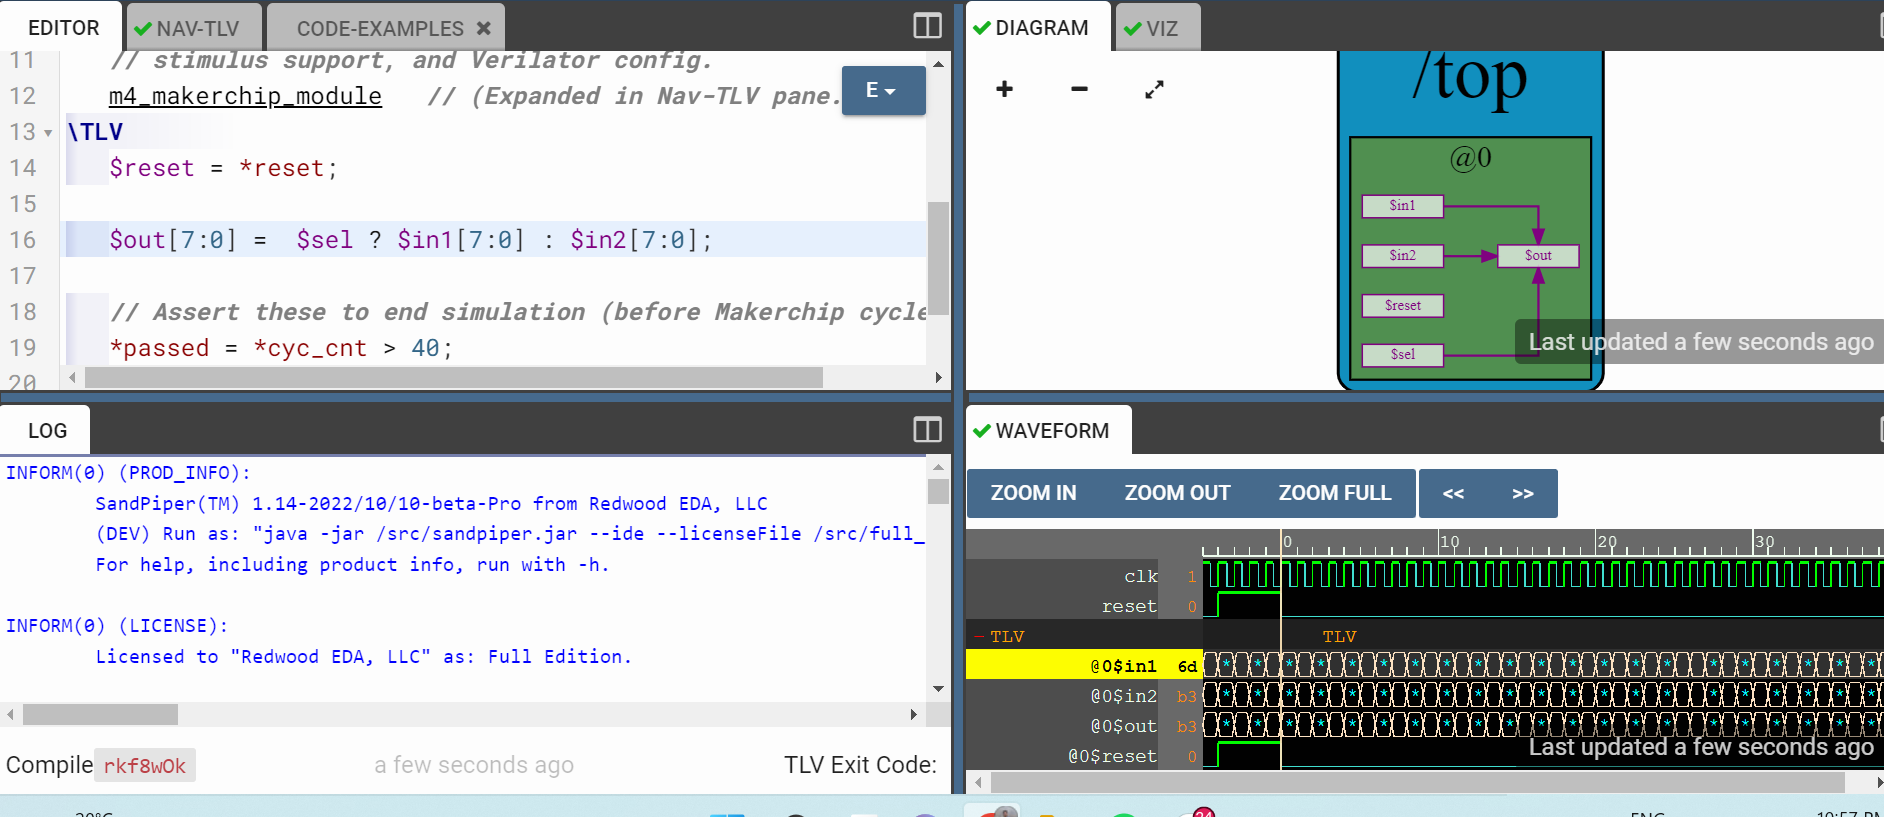 EDITOR
NAV-TLV
CODE-EXAMPLES
11 // stimulus support, and Verilator config.
12 m4_makerchip_module // (Expanded in Nav-TLV pane.
E
13 \TLV
14 $reset = *reset;
15
16 $out[7:0] = $sel ? $in1[7:0] : $in2[7:0];
17
18 // Assert these to end simulation (before Makerchip cycle
19 *passed = *cyc_cnt > 40;
20
DIAGRAM
VIZ
+ −
/top
@0
$in1
$in2
$out
$reset
$sel
Last updated a few seconds ago
LOG
INFORM(0) (PROD_INFO):
SandPiper(TM) 1.14-2022/10/10-beta-Pro from Redwood EDA, LLC
(DEV) Run as: "java -jar /src/sandpiper.jar --ide --licenseFile /src/full_
For help, including product info, run with -h.
INFORM(0) (LICENSE):
Licensed to "Redwood EDA, LLC" as: Full Edition.
Compile rkf8wOk a few seconds ago TLV Exit Code:
WAVEFORM
ZOOM IN ZOOM OUT ZOOM FULL << >>
0 10 20 30
clk 1
reset 0
− TLV TLV
@0$in1 6d
@0$in2 b3
@0$out b3
@0$reset 0
Last updated a few seconds ago
24